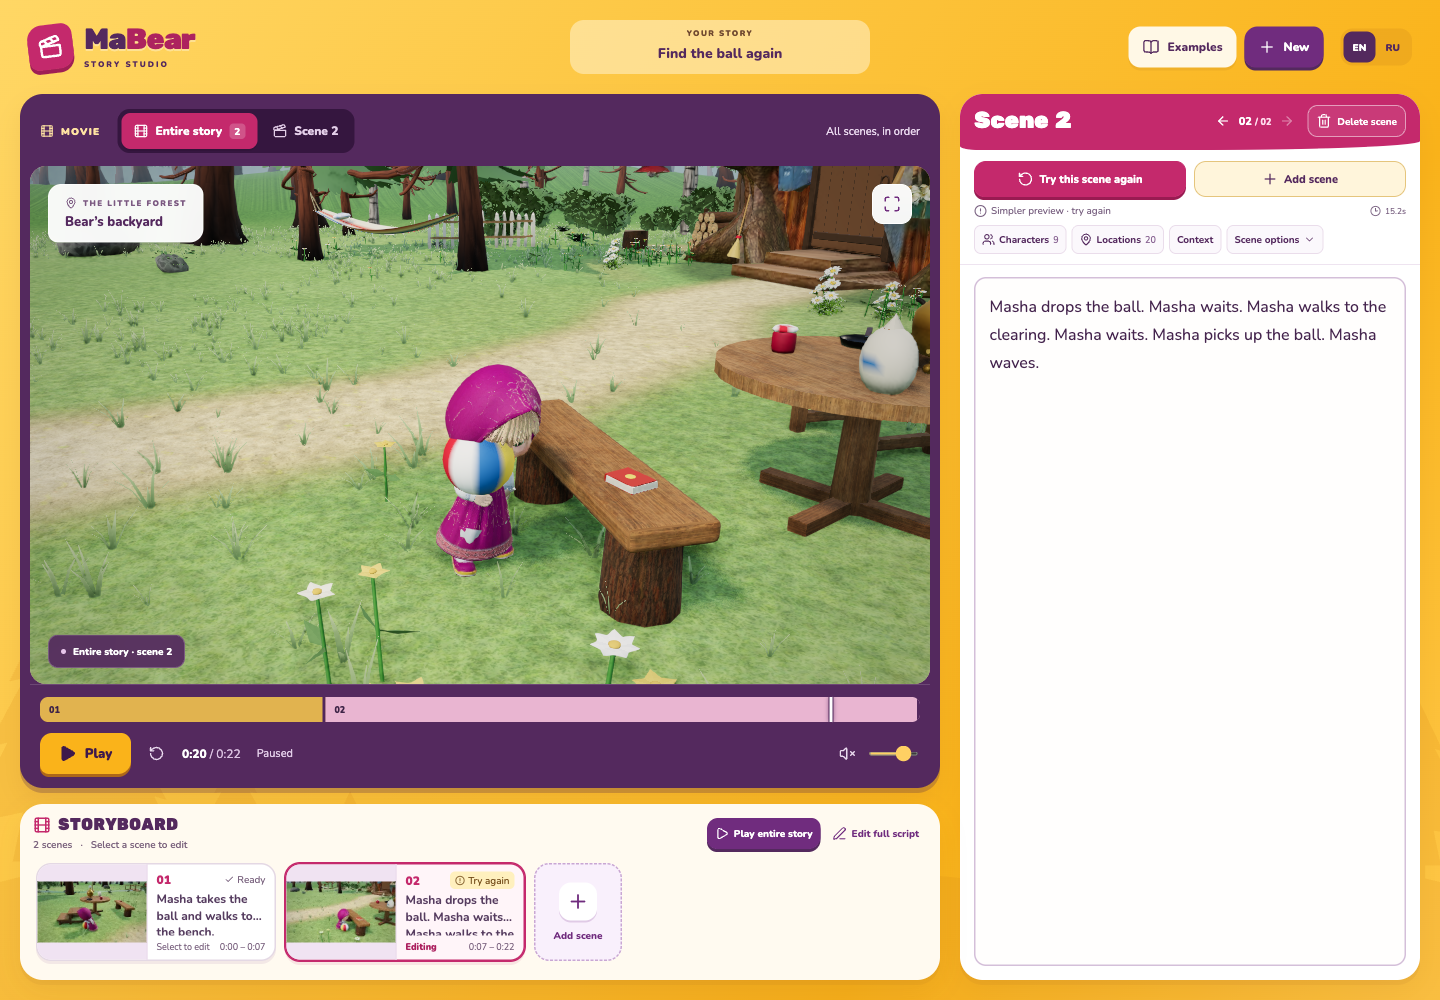 MaBear
STORY STUDIO
YOUR STORY
Find the ball again
Examples
New
EN
RU
MOVIE
Entire story 2
Scene 2
All scenes, in order
THE LITTLE FOREST
Bear's backyard
Entire story · scene 2
01
02
Play
0:20 / 0:22
Paused
STORYBOARD
2 scenes · Select a scene to edit
Play entire story
Edit full script
01
Ready
Masha takes the
ball and walks to...
the bench.
Select to edit
0:00 – 0:07
02
Try again
Masha drops the
ball. Masha waits...
Masha walks to the
Editing
0:07 – 0:22
Add scene
Scene 2
02 / 02
Delete scene
Try this scene again
Add scene
Simpler preview · try again
15.2s
Characters 9
Locations 20
Context
Scene options
Masha drops the ball. Masha waits. Masha walks to the
clearing. Masha waits. Masha picks up the ball. Masha
waves.